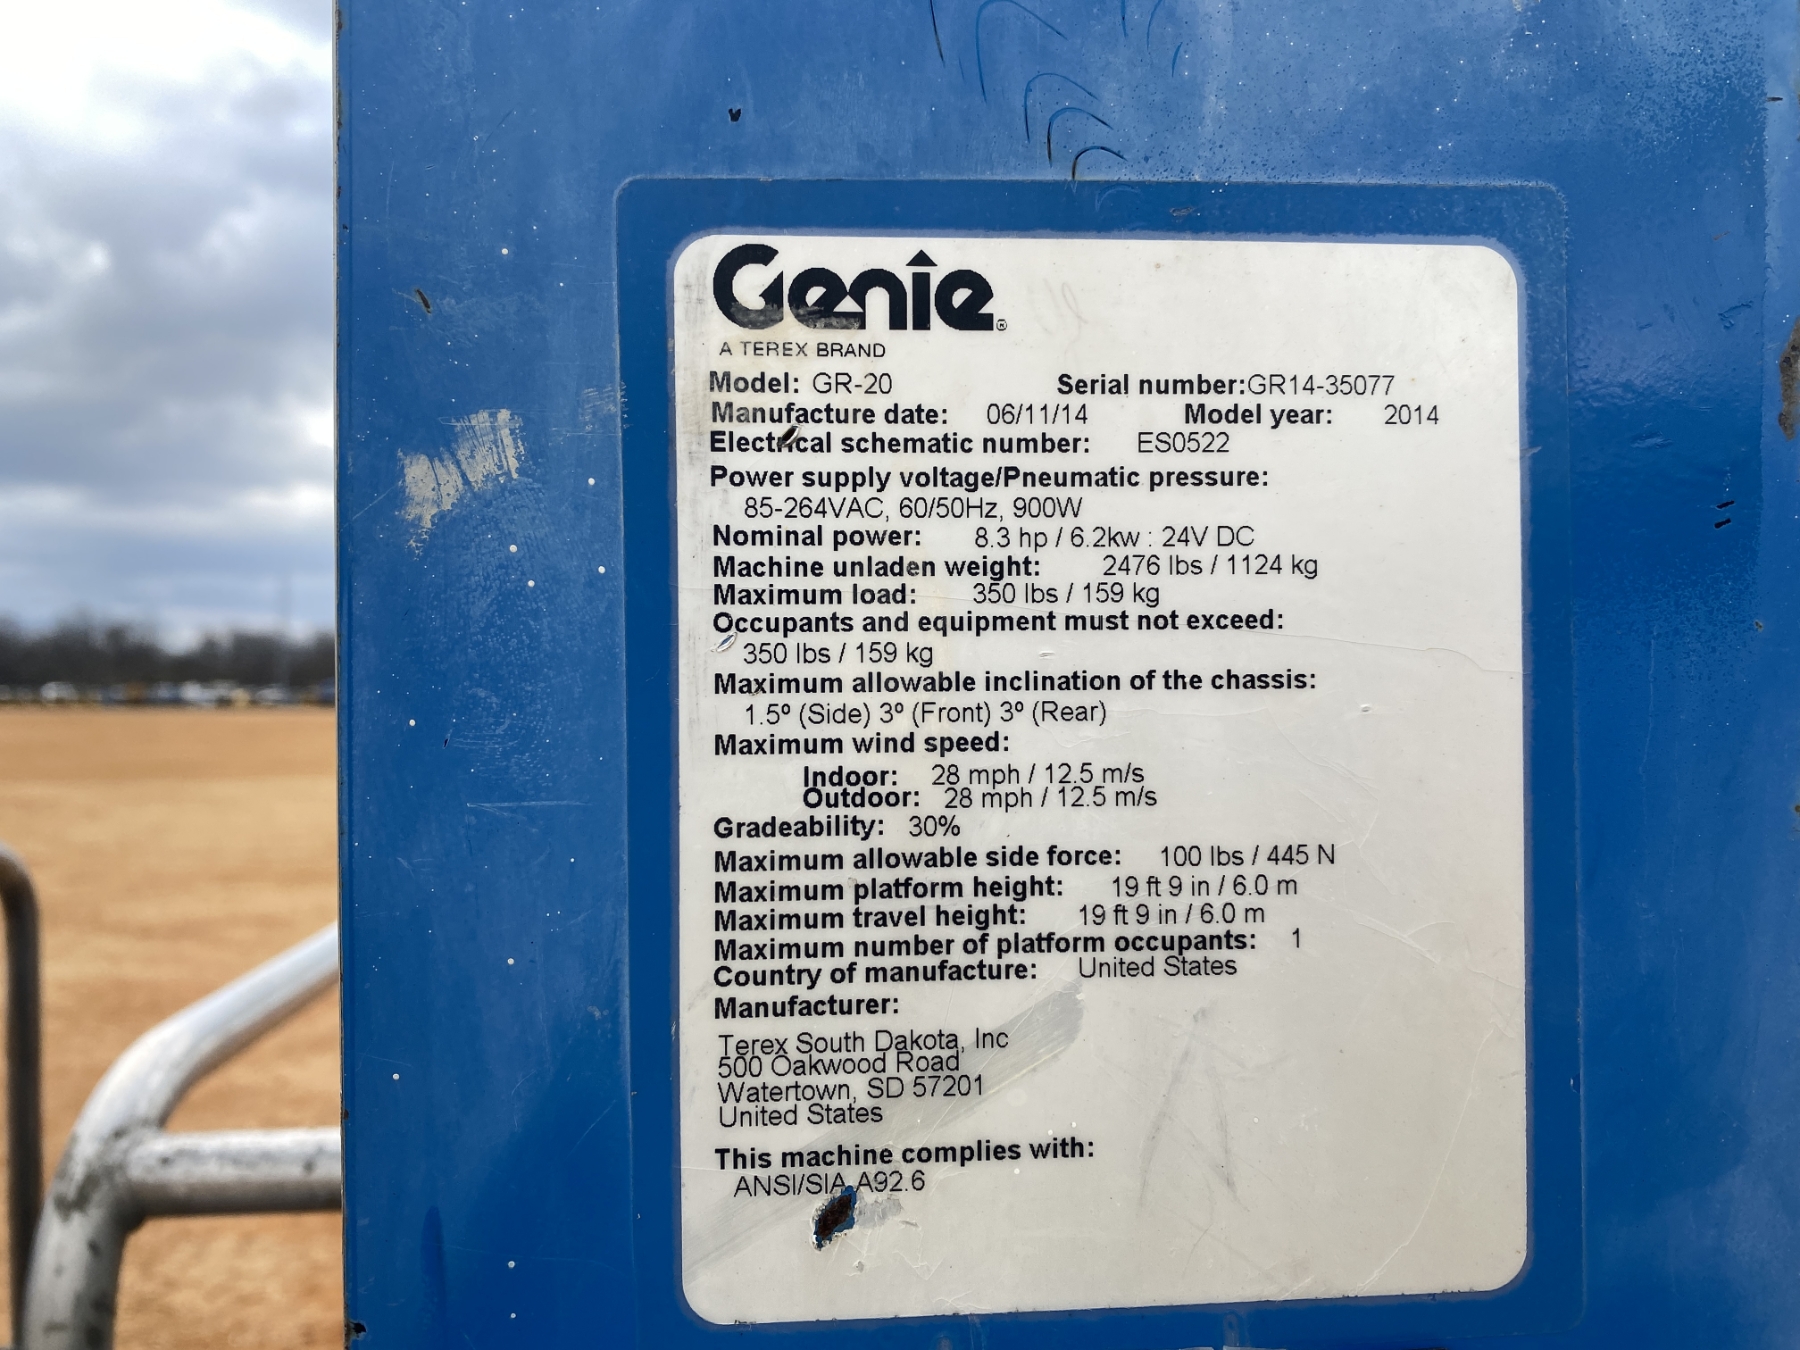 Genie®
A TEREX BRAND
Model: GR-20 Serial number:GR14-35077
Manufacture date: 06/11/14 Model year: 2014
Electrical schematic number: ES0522
Power supply voltage/Pneumatic pressure:
85-264VAC, 60/50Hz, 900W
Nominal power: 8.3 hp / 6.2kw : 24V DC
Machine unladen weight: 2476 lbs / 1124 kg
Maximum load: 350 lbs / 159 kg
Occupants and equipment must not exceed:
350 lbs / 159 kg
Maximum allowable inclination of the chassis:
1.5º (Side) 3º (Front) 3º (Rear)
Maximum wind speed:
Indoor: 28 mph / 12.5 m/s
Outdoor: 28 mph / 12.5 m/s
Gradeability: 30%
Maximum allowable side force: 100 lbs / 445 N
Maximum platform height: 19 ft 9 in / 6.0 m
Maximum travel height: 19 ft 9 in / 6.0 m
Maximum number of platform occupants: 1
Country of manufacture: United States
Manufacturer:
Terex South Dakota, Inc
500 Oakwood Road
Watertown, SD 57201
United States
This machine complies with:
ANSI/SIA A92.6